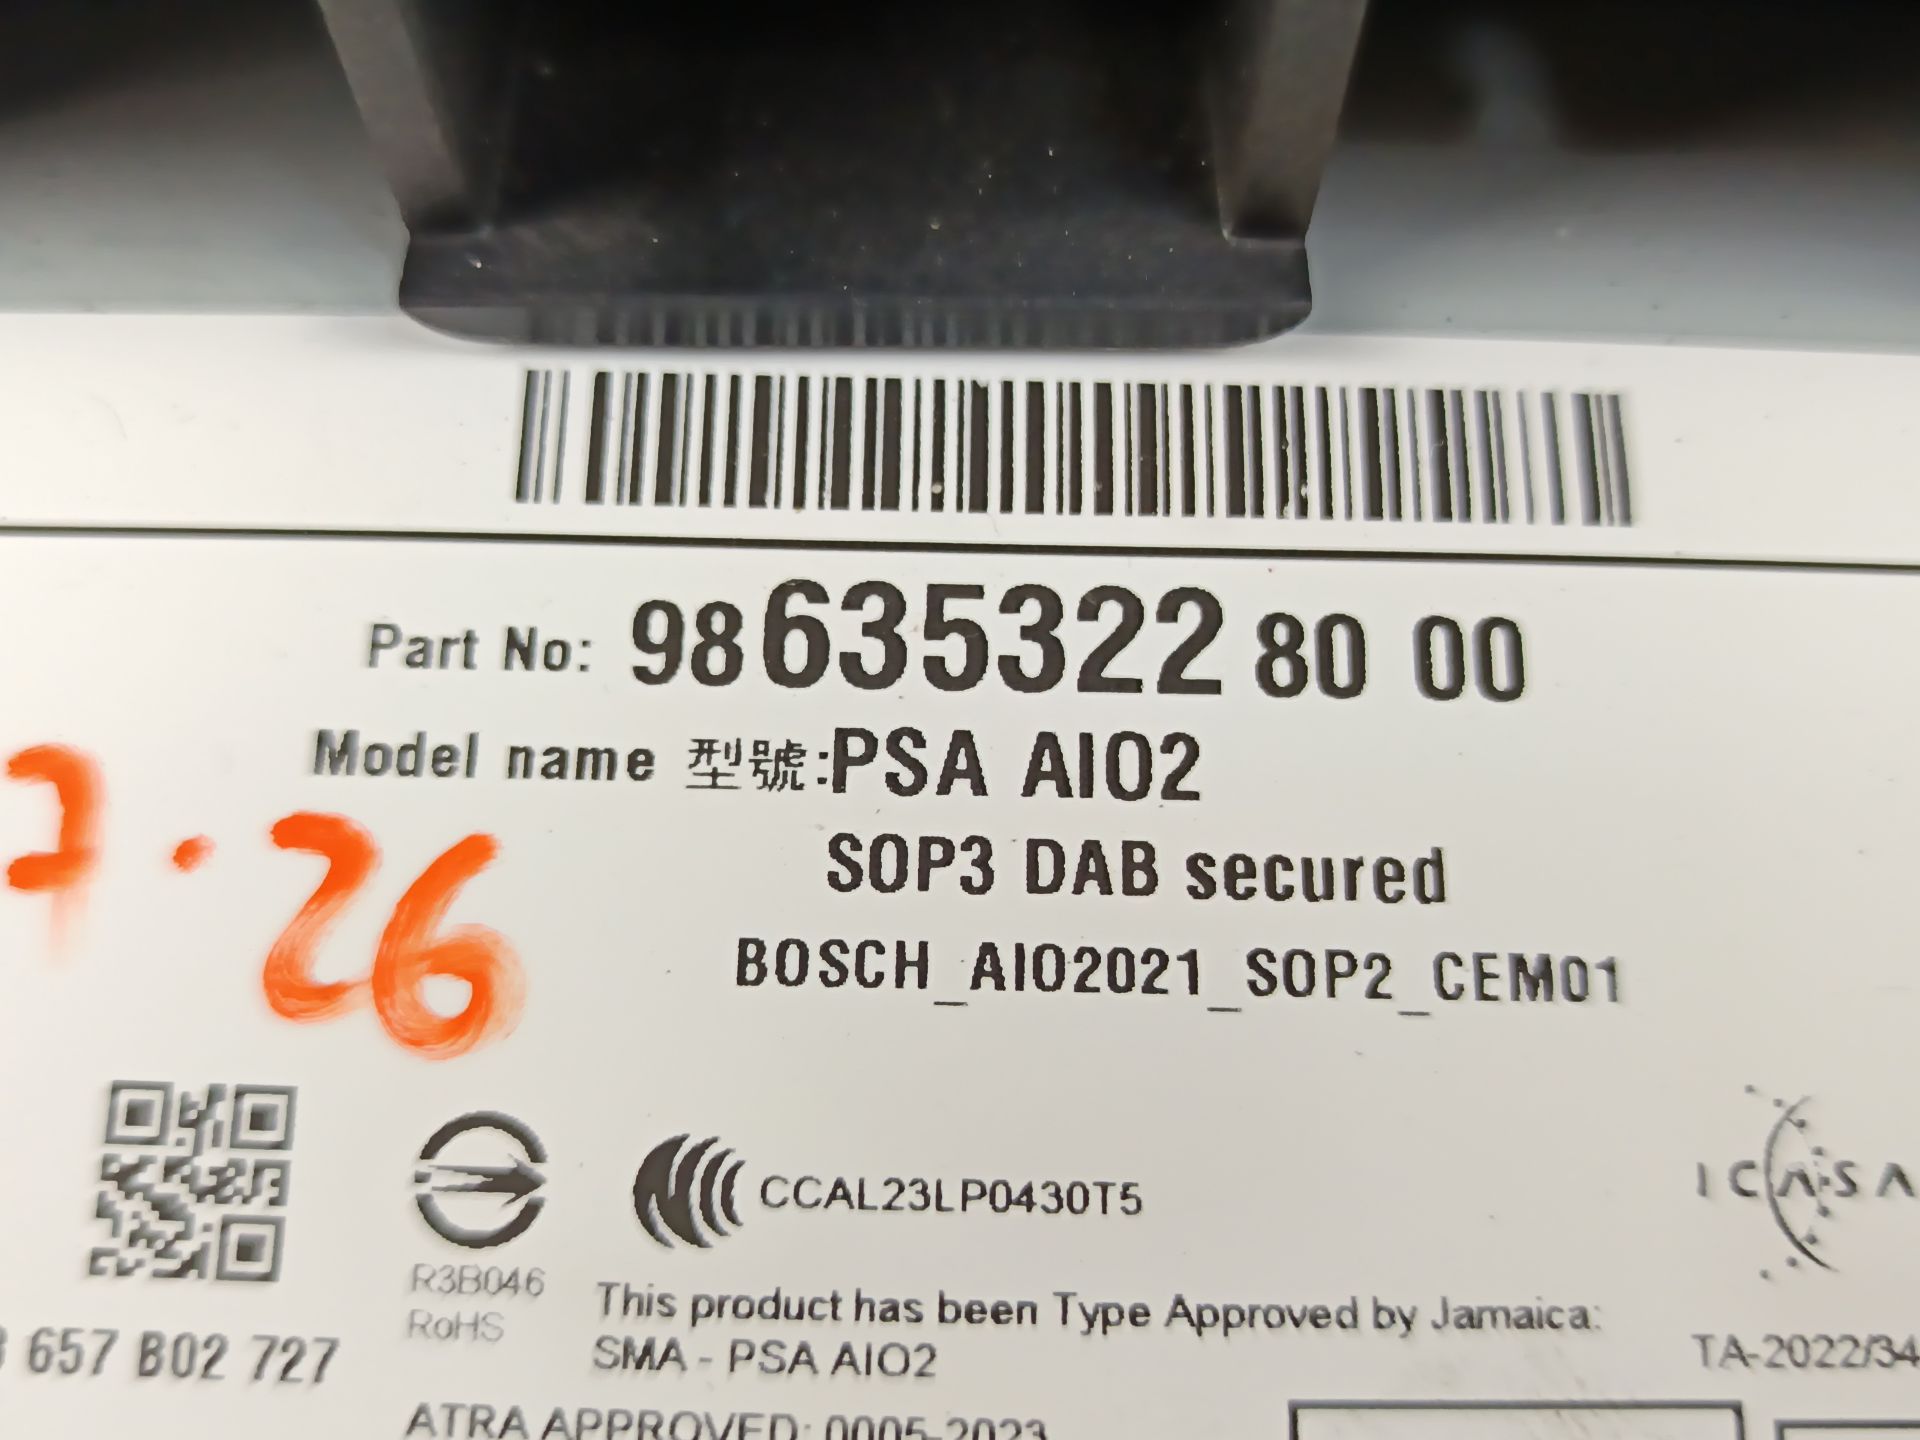 Part No: 98 635322 80 00
Model name 型號:PSA AIO2
SOP3 DAB secured
BOSCH_AIO2021_SOP2_CEM01
7.26
CCAL23LP0430T5
ICASA
R3B046
RoHS
This product has been Type Approved by Jamaica:
SMA - PSA AIO2
657 B02 727
TA-2022/34
ATRA APPROVED: 0005-2023